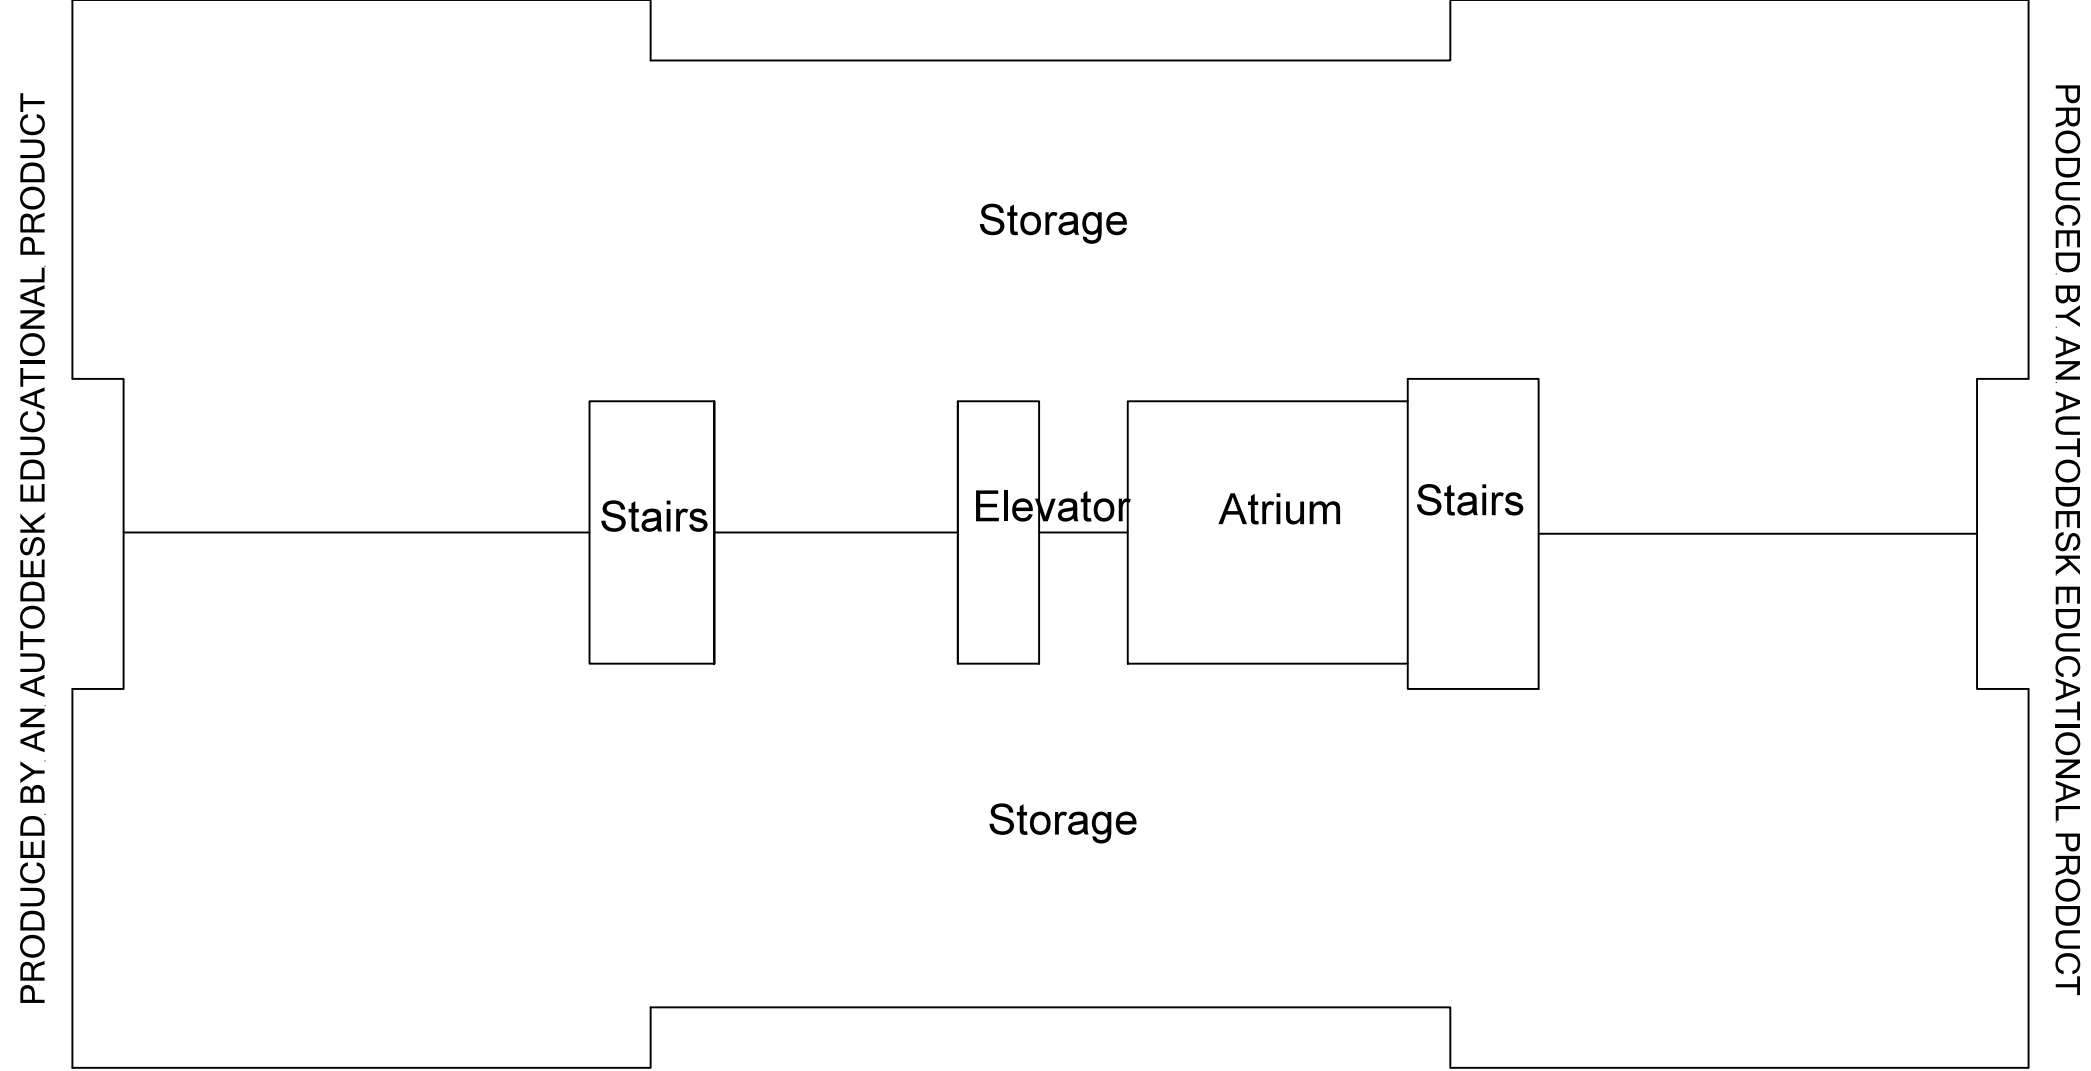 PRODUCED BY AN AUTODESK EDUCATIONAL PRODUCT
Storage
Stairs
Elevator
Atrium
Stairs
Storage
PRODUCED BY AN AUTODESK EDUCATIONAL PRODUCT